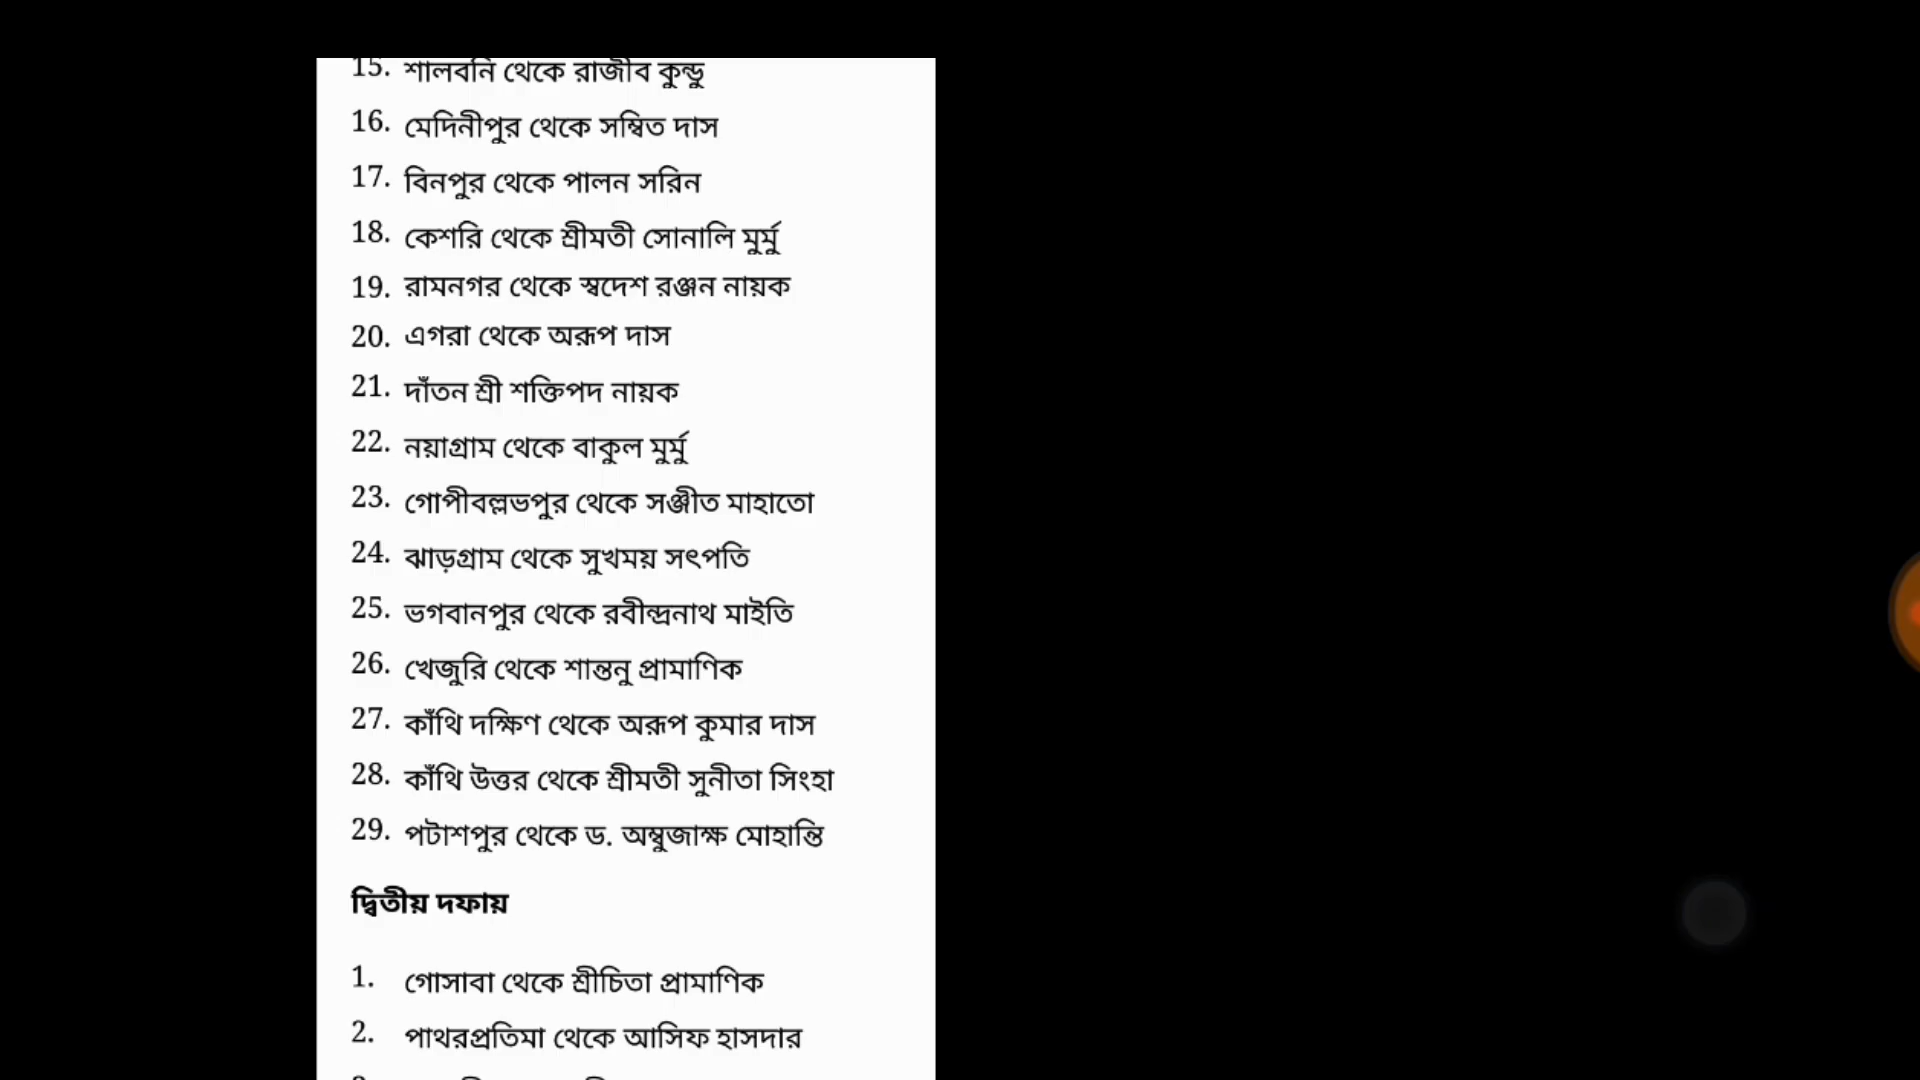 15. শালবনি থেকে রাজীব কুন্ডু
16. মেদিনীপুর থেকে সম্বিত দাস
17. বিনপুর থেকে পালন সরিন
18. কেশরি থেকে শ্রীমতী সোনালি মুর্মু
19. রামনগর থেকে স্বদেশ রঞ্জন নায়ক
20. এগরা থেকে অরূপ দাস
21. দাঁতন শ্রী শক্তিপদ নায়ক
22. নয়াগ্রাম থেকে বাকুল মুর্মু
23. গোপীবল্লভপুর থেকে সঞ্জীত মাহাতো
24. ঝাড়গ্রাম থেকে সুখময় সৎপতি
25. ভগবানপুর থেকে রবীন্দ্রনাথ মাইতি
26. খেজুরি থেকে শান্তনু প্রামাণিক
27. কাঁথি দক্ষিণ থেকে অরূপ কুমার দাস
28. কাঁথি উত্তর থেকে শ্রীমতী সুনীতা সিংহা
29. পটাশপুর থেকে ড. অম্বুজাক্ষ মোহান্তি
দ্বিতীয় দফায়
1. গোসাবা থেকে শ্রীচিতা প্রামাণিক
2. পাথরপ্রতিমা থেকে আসিফ হাসদার